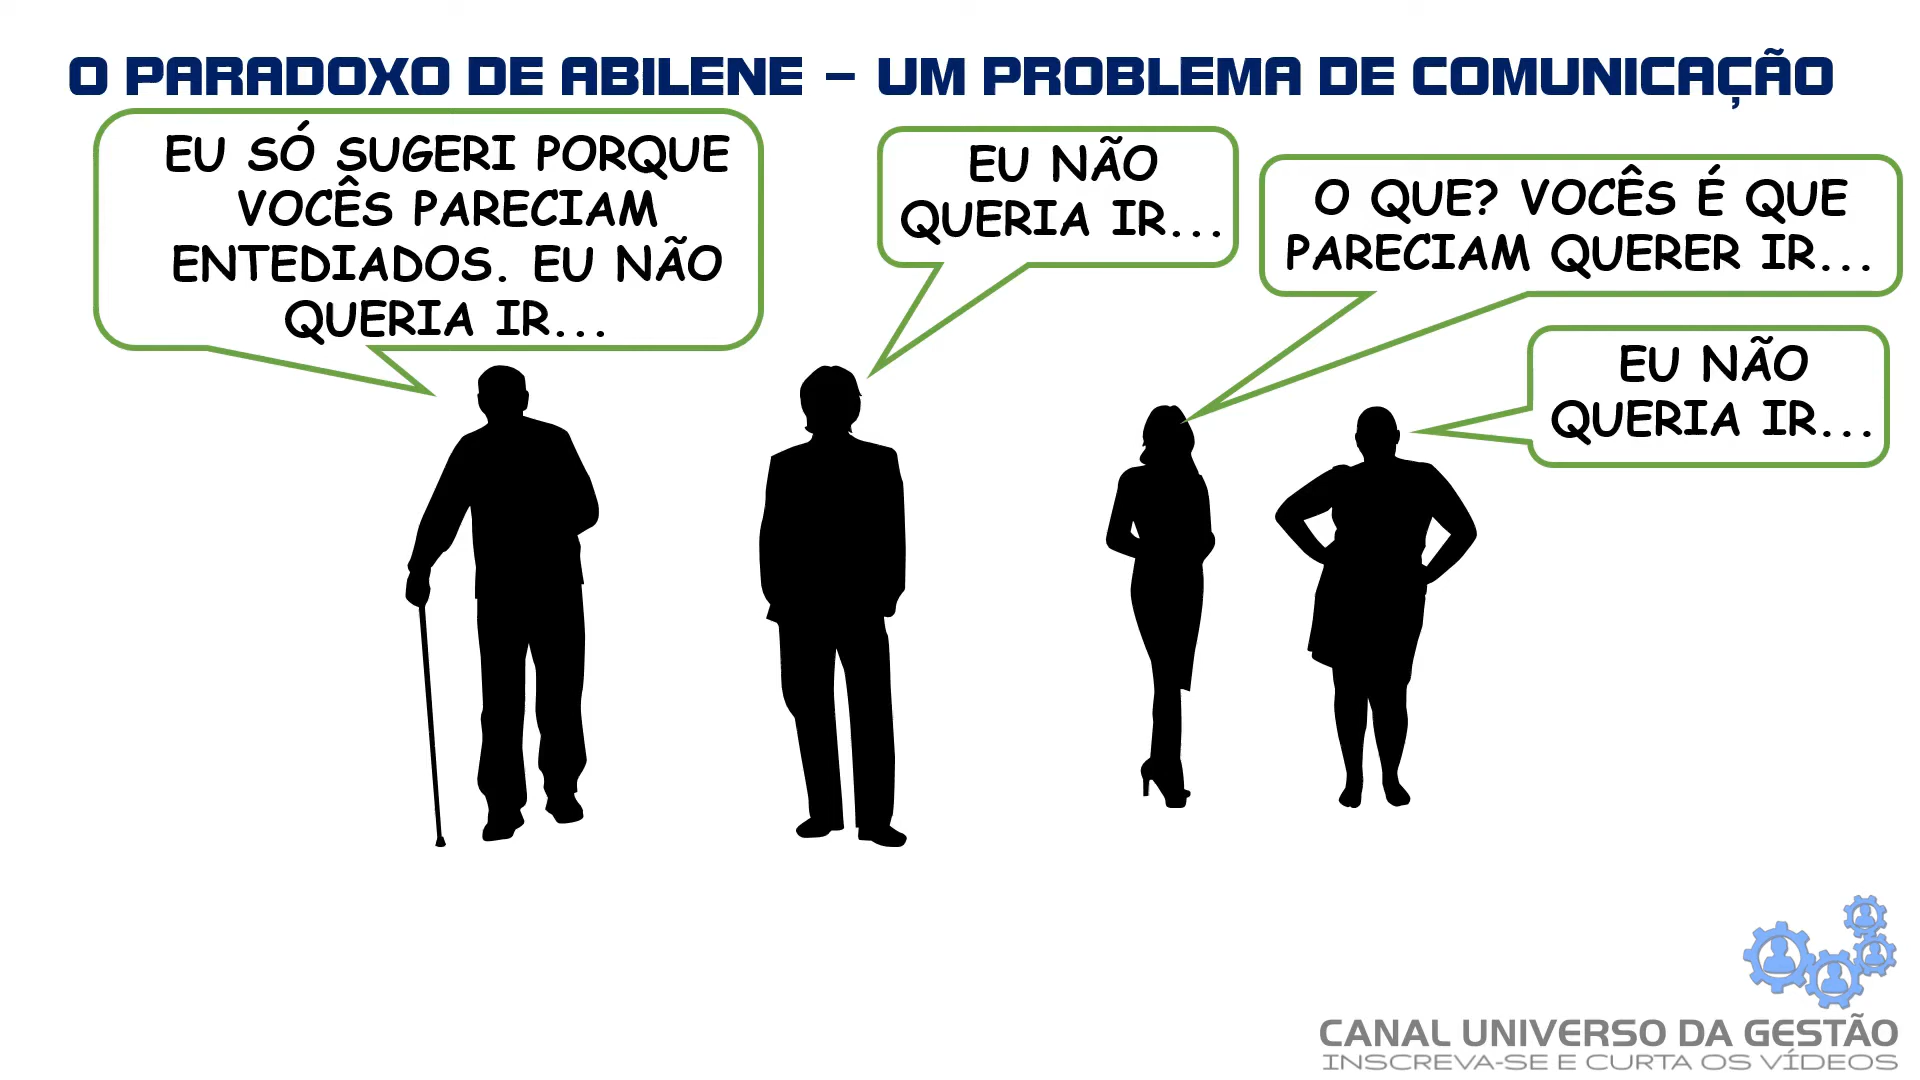 O PARADOXO DE ABILENE – UM PROBLEMA DE COMUNICAÇÃO
EU SÓ SUGERI PORQUE
VOCÊS PARECIAM
ENTEDIADOS. EU NÃO
QUERIA IR...
EU NÃO
QUERIA IR...
O QUE? VOCÊS É QUE
PARECIAM QUERER IR...
EU NÃO
QUERIA IR...
CANAL UNIVERSO DA GESTÃO
INSCREVA-SE E CURTA OS VÍDEOS